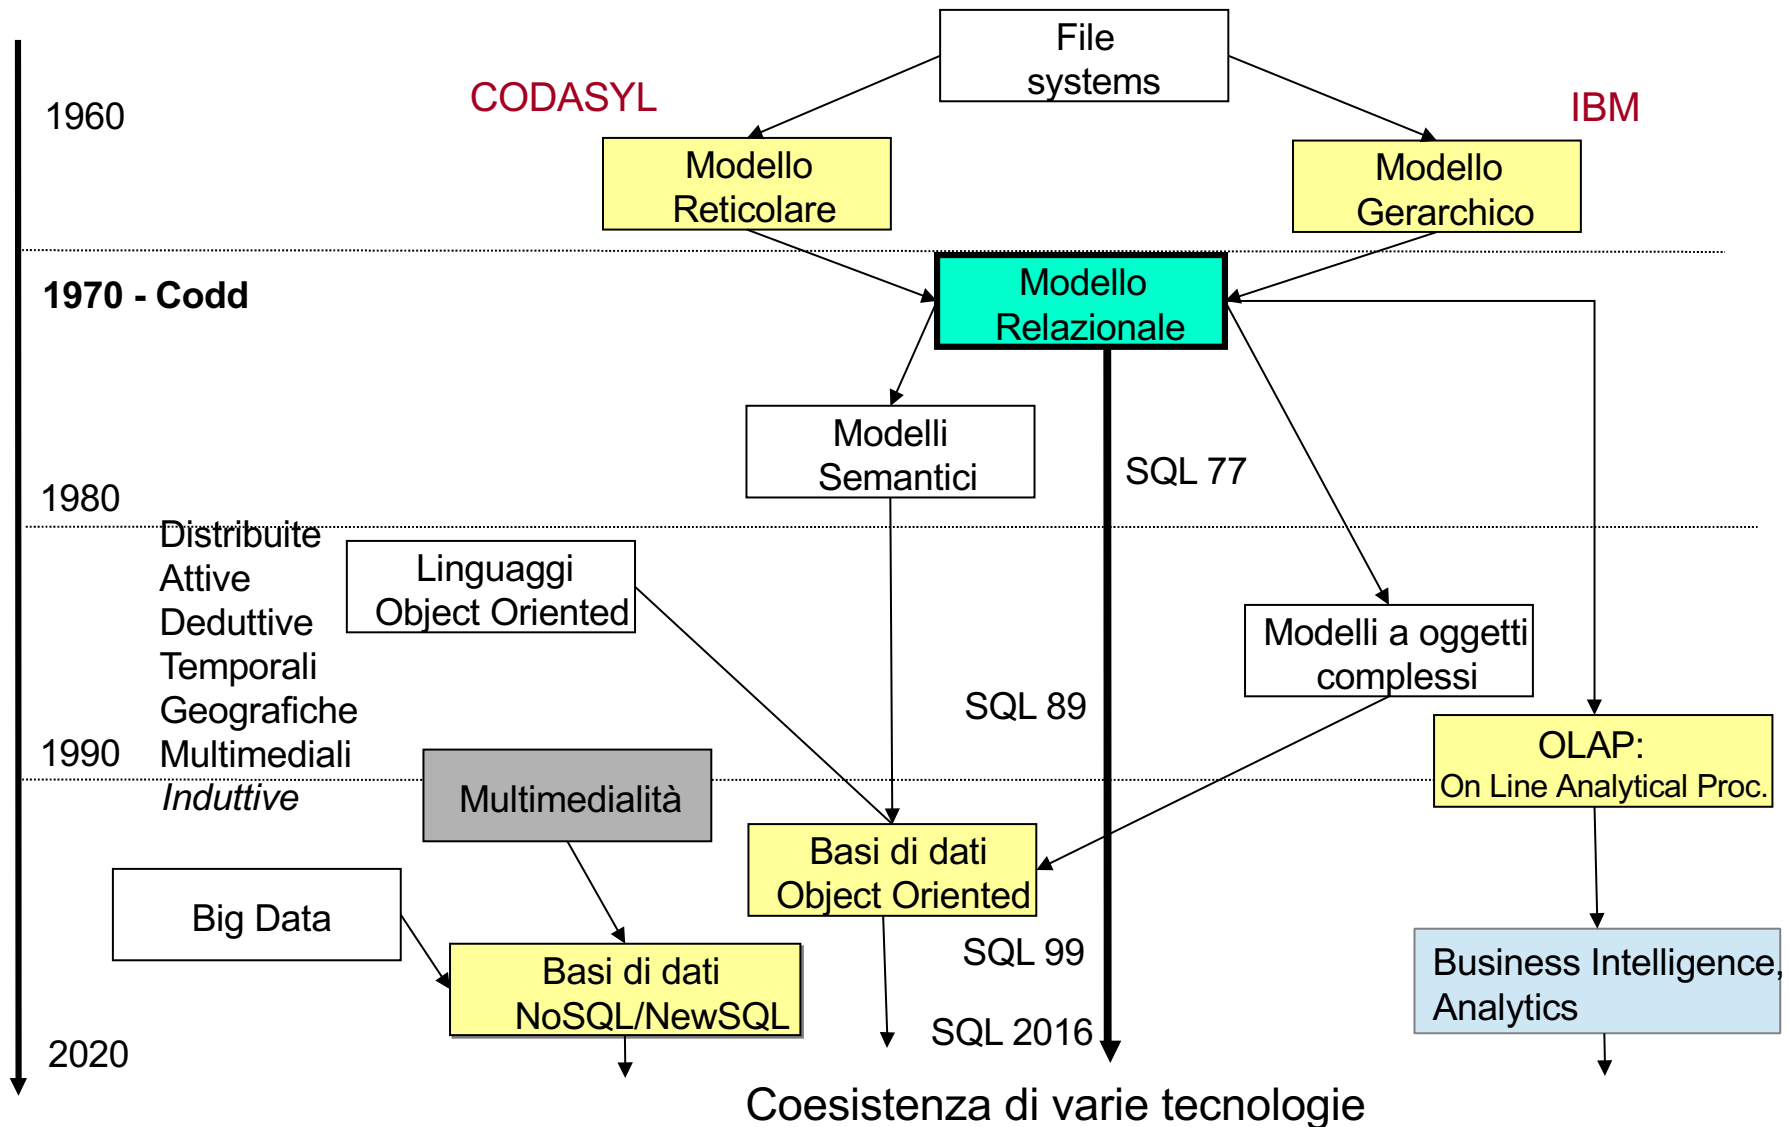 File
systems
CODASYL
IBM
1960
Modello
Reticolare
Modello
Gerarchico
1970 - Codd
Modello
Relazionale
Modelli
Semantici
SQL 77
1980
Distribuite
Attive
Deduttive
Temporali
Geografiche
Multimediali
Induttive
Linguaggi
Object Oriented
Modelli a oggetti
complessi
SQL 89
1990
OLAP:
On Line Analytical Proc.
Multimedialità
Basi di dati
Object Oriented
Big Data
SQL 99
Basi di dati
NoSQL/NewSQL
Business Intelligence,
Analytics
SQL 2016
2020
Coesistenza di varie tecnologie